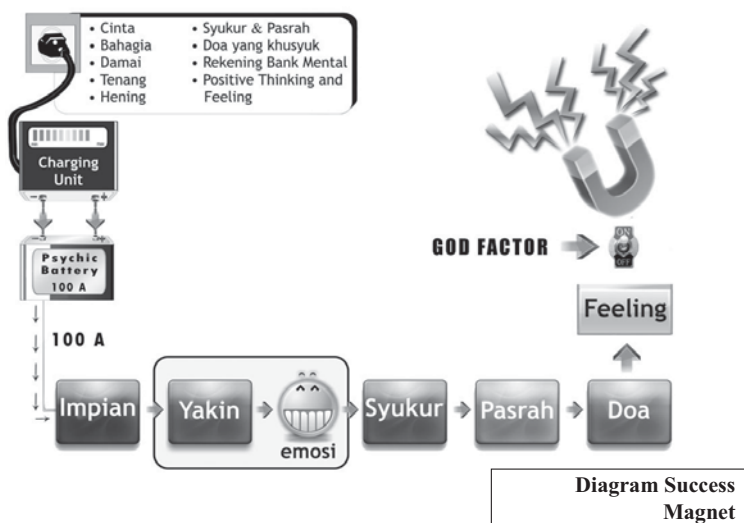 • Cinta
• Bahagia
• Damai
• Tenang
• Hening
• Syukur & Pasrah
• Doa yang khusyuk
• Rekening Bank Mental
• Positive Thinking and
Feeling
Charging
Unit
- +
- +
Psychic
Battery
100 A
100 A
GOD FACTOR
ON
OFF
Feeling
Impian
Yakin
emosi
Syukur
Pasrah
Doa
Diagram Success
Magnet